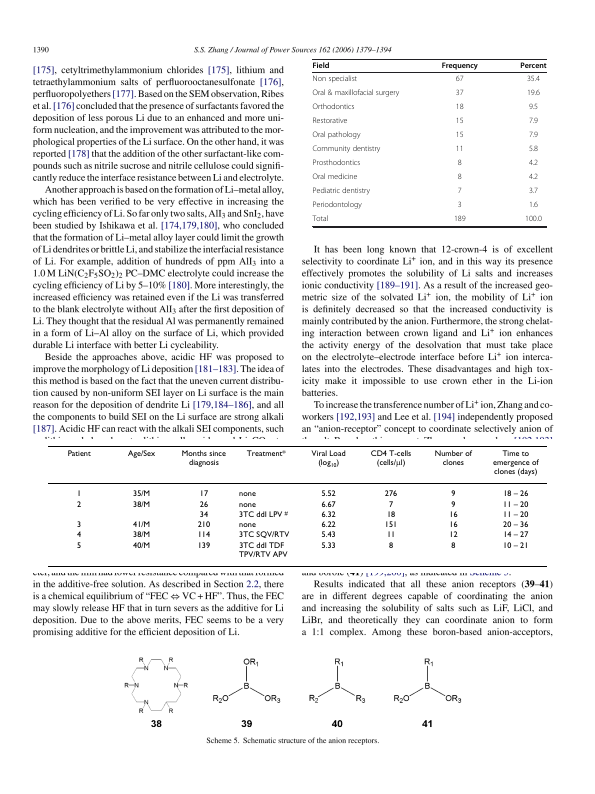 1390
S.S. Zhang / Journal of Power Sources 162 (2006) 1379–1394
[175], cetyltrimethylammonium chlorides [175], lithium and
tetraethylammonium salts of perfluorooctanesulfonate [176],
perfluoropolyethers [177]. Based on the SEM observation, Ribes
et al. [176] concluded that the presence of surfactants favored the
deposition of less porous Li due to an enhanced and more uni-
form nucleation, and the improvement was attributed to the mor-
phological properties of the Li surface. On the other hand, it was
reported [178] that the addition of the other surfactant-like com-
pounds such as nitrile sucrose and nitrile cellulose could signifi-
cantly reduce the interface resistance between Li and electrolyte.
Another approach is based on the formation of Li–metal alloy,
which has been verified to be very effective in increasing the
cycling efficiency of Li. So far only two salts, AlI3 and SnI2, have
been studied by Ishikawa et al. [174,179,180], who concluded
that the formation of Li–metal alloy layer could limit the growth
of Li dendrites or brittle Li, and stabilize the interfacial resistance
of Li. For example, addition of hundreds of ppm AlI3 into a
1.0 M LiN(C2F5SO2)2 PC–DMC electrolyte could increase the
cycling efficiency of Li by 5–10% [180]. More interestingly, the
increased efficiency was retained even if the Li was transferred
to the blank electrolyte without AlI3 after the first deposition of
Li. They thought that the residual Al was permanently remained
in a form of Li–Al alloy on the surface of Li, which provided
durable Li interface with better Li cycleability.
Beside the approaches above, acidic HF was proposed to
improve the morphology of Li deposition [181–183]. The idea of
this method is based on the fact that the uneven current distribu-
tion caused by non-uniform SEI layer on Li surface is the main
reason for the deposition of dendrite Li [179,184–186], and all
the components to build SEI on the Li surface are strong alkali
[187]. Acidic HF can react with the alkali SEI components, such
Field Frequency Percent
Non specialist 67 35.4
Oral & maxillofacial surgery 37 19.6
Orthodontics 18 9.5
Restorative 15 7.9
Oral pathology 15 7.9
Community dentistry 11 5.8
Prosthodontics 8 4.2
Oral medicine 8 4.2
Pediatric dentistry 7 3.7
Periodontology 3 1.6
Total 189 100.0
It has been long known that 12-crown-4 is of excellent
selectivity to coordinate Li+ ion, and in this way its presence
effectively promotes the solubility of Li salts and increases
ionic conductivity [189–191]. As a result of the increased geo-
metric size of the solvated Li+ ion, the mobility of Li+ ion
is definitely decreased so that the increased conductivity is
mainly contributed by the anion. Furthermore, the strong chelat-
ing interaction between crown ligand and Li+ ion enhances
the activity energy of the desolvation that must take place
on the electrolyte–electrode interface before Li+ ion interca-
lates into the electrodes. These disadvantages and high tox-
icity make it impossible to use crown ether in the Li-ion
batteries.
To increase the transference number of Li+ ion, Zhang and co-
workers [192,193] and Lee et al. [194] independently proposed
an “anion-receptor” concept to coordinate selectively anion of
Patient Age/Sex Months since diagnosis Treatment* Viral Load (log10) CD4 T-cells (cells/μl) Number of clones Time to emergence of clones (days)
1 35/M 17 none 5.52 276 9 18 – 26
2 38/M 26 none 6.67 7 9 11 – 20
34 3TC ddI LPV # 6.32 18 16 11 – 20
3 41/M 210 none 6.22 151 16 20 – 36
4 38/M 114 3TC SQV/RTV 5.43 11 12 14 – 27
5 40/M 139 3TC ddI TDF 5.33 8 8 10 – 21
TPV/RTV APV
in the additive-free solution. As described in Section 2.2, there
is a chemical equilibrium of “FEC ⇔ VC + HF”. Thus, the FEC
may slowly release HF that in turn severs as the additive for Li
deposition. Due to the above merits, FEC seems to be a very
promising additive for the efficient deposition of Li.
Results indicated that all these anion receptors (39–41)
are in different degrees capable of coordinating the anion
and increasing the solubility of salts such as LiF, LiCl, and
LiBr, and theoretically they can coordinate anion to form
a 1:1 complex. Among these boron-based anion-acceptors,
R R OR1 R1 R1
N N
R–N N–R B B B
N N R2O OR3 R2 R3 R2O OR3
R R
38 39 40 41
Scheme 5. Schematic structure of the anion receptors.